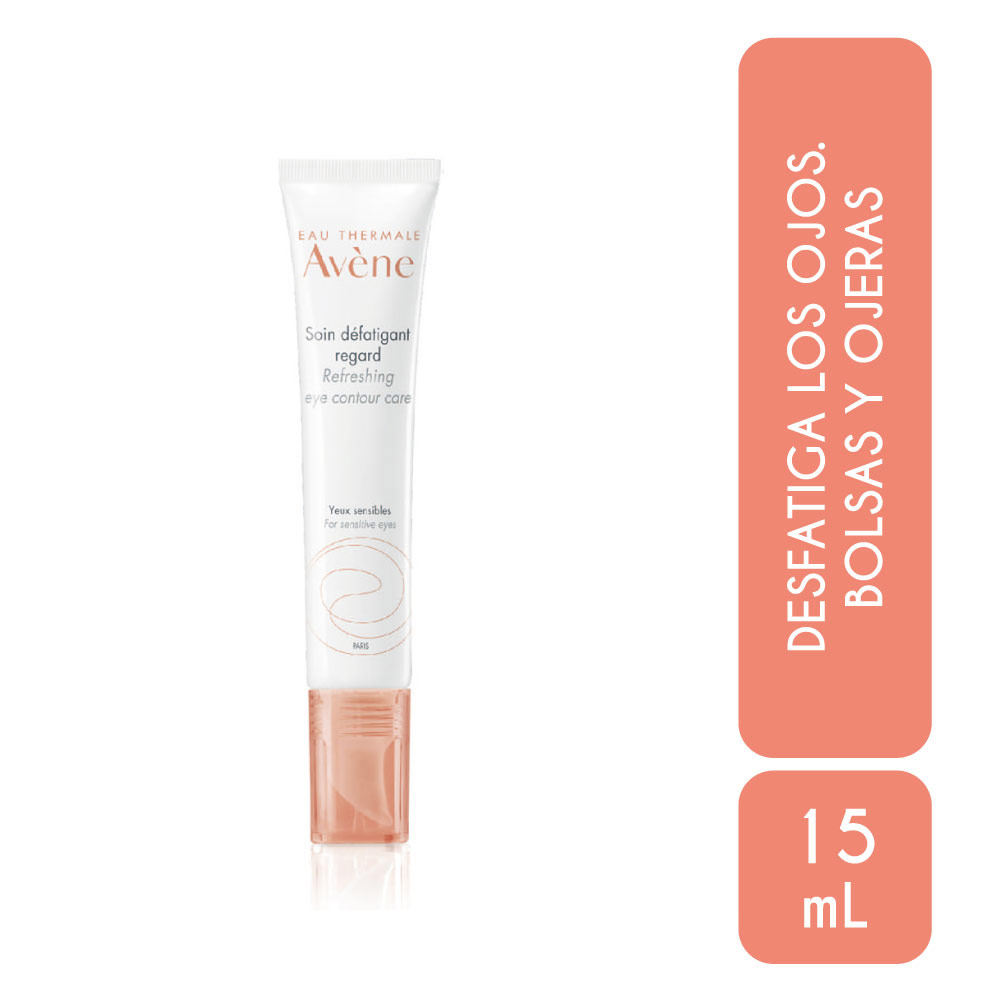 EAU THERMALE
Avène
Soin défatigant
regard
Refreshing
eye contour care
Yeux sensibles
For sensitive eyes
PARIS
DESFATIGA LOS OJOS.
BOLSAS Y OJERAS
15
mL